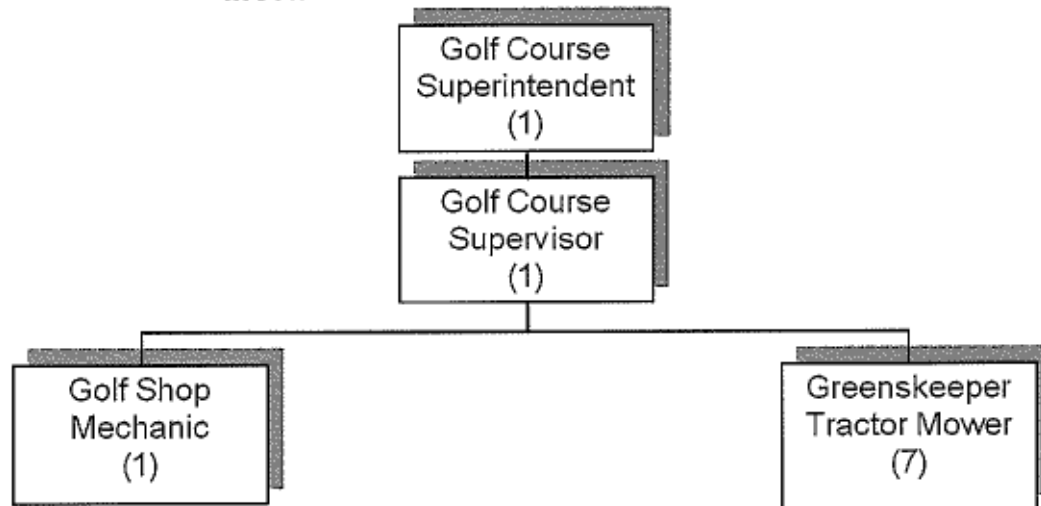 Golf Course
Superintendent
(1)
Golf Course
Supervisor
(1)
Golf Shop
Mechanic
(1)
Greenskeeper
Tractor Mower
(7)